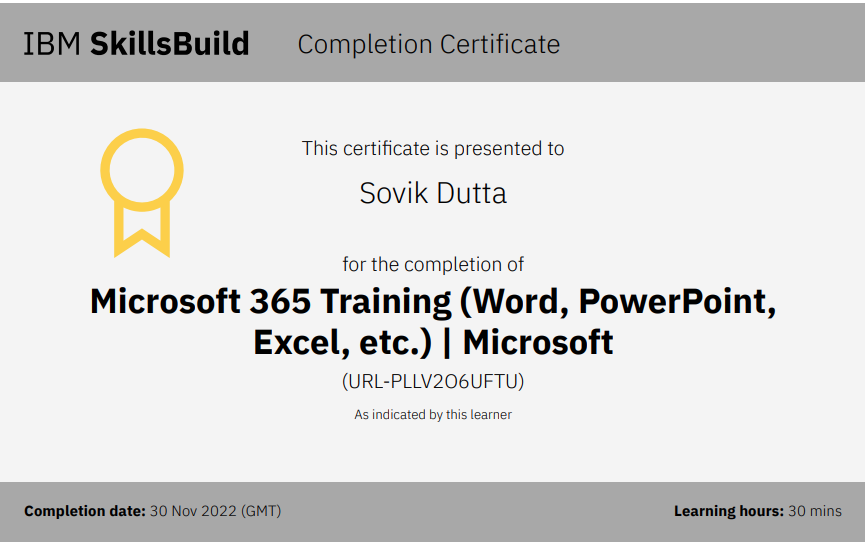 IBM SkillsBuild Completion Certificate
This certificate is presented to
Sovik Dutta
for the completion of
Microsoft 365 Training (Word, PowerPoint,
Excel, etc.) | Microsoft
(URL-PLLV2O6UFTU)
As indicated by this learner
Completion date: 30 Nov 2022 (GMT) Learning hours: 30 mins